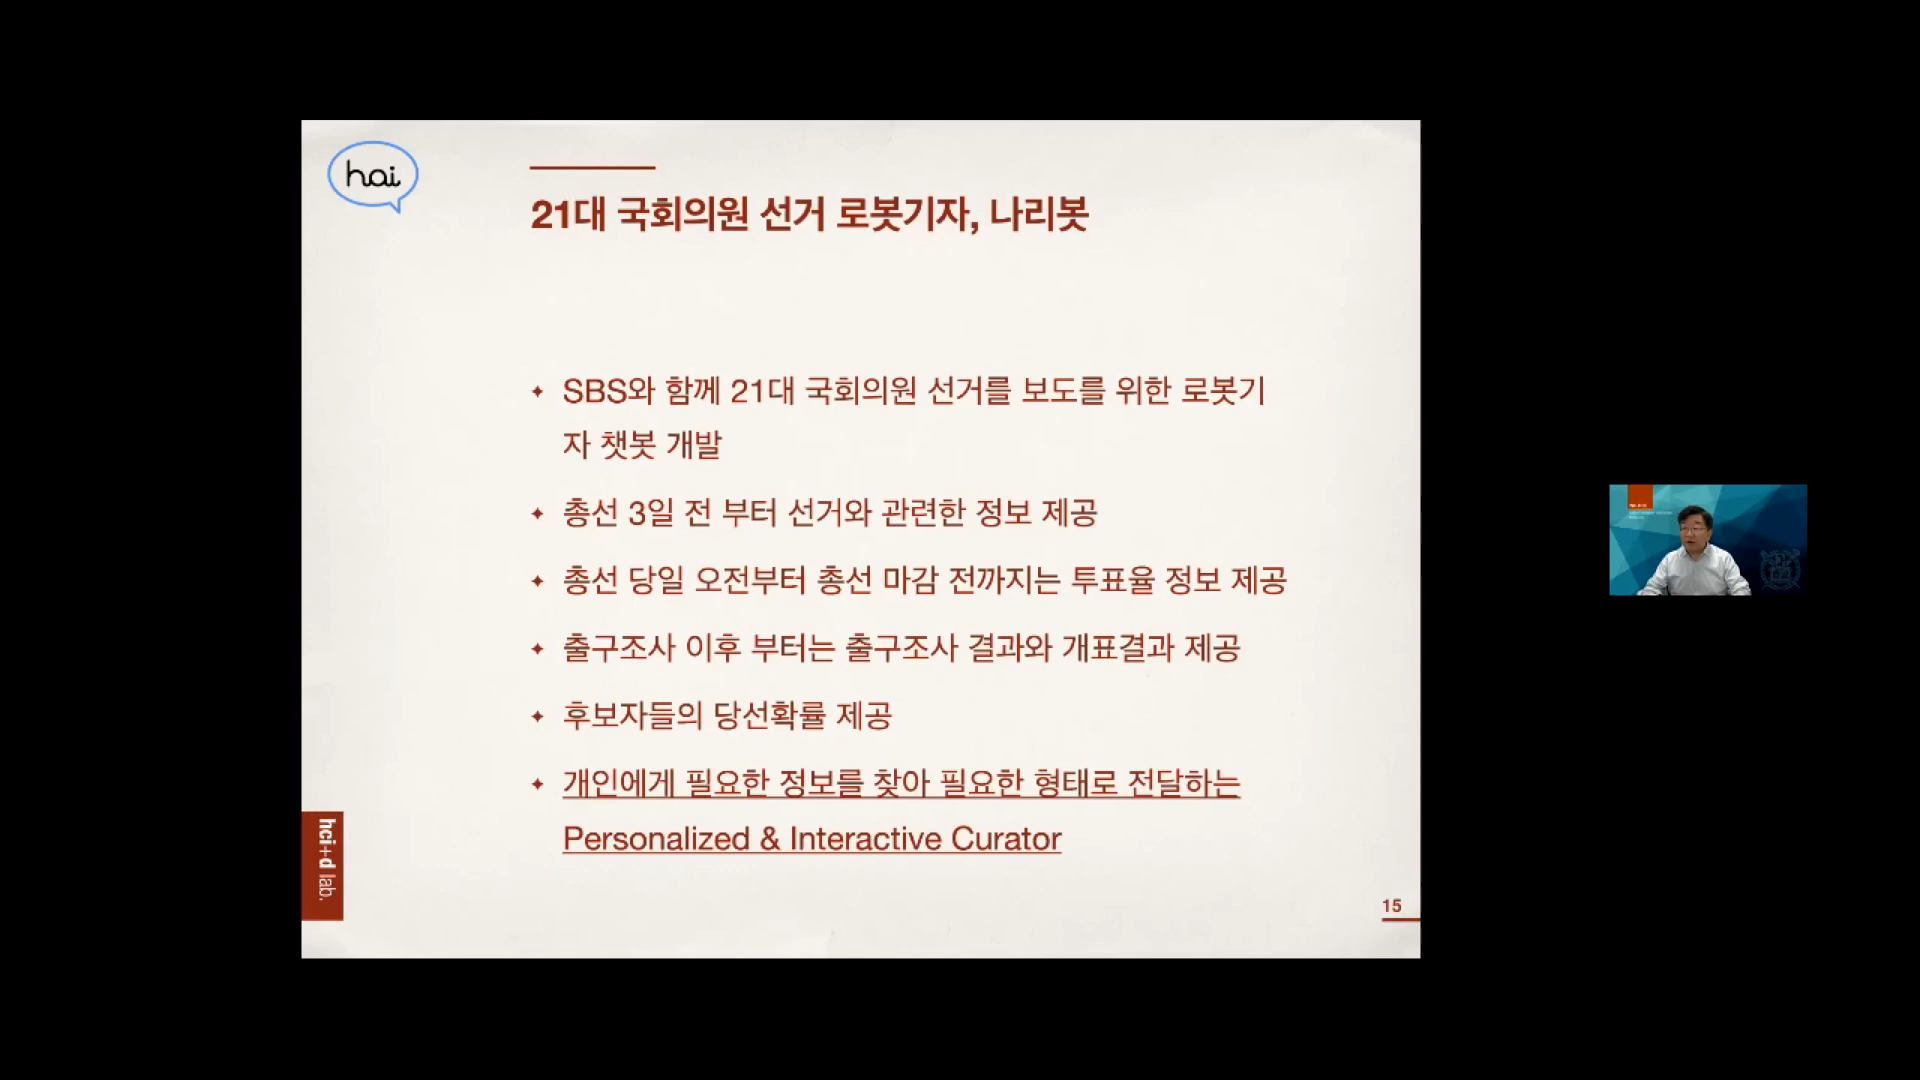 hai
21대 국회의원 선거 로봇기자, 나리봇
✦ SBS와 함께 21대 국회의원 선거를 보도를 위한 로봇기
자 챗봇 개발
✦ 총선 3일 전 부터 선거와 관련한 정보 제공
✦ 총선 당일 오전부터 총선 마감 전까지는 투표율 정보 제공
✦ 출구조사 이후 부터는 출구조사 결과와 개표결과 제공
✦ 후보자들의 당선확률 제공
✦ 개인에게 필요한 정보를 찾아 필요한 형태로 전달하는
Personalized & Interactive Curator
hci+d lab.
15